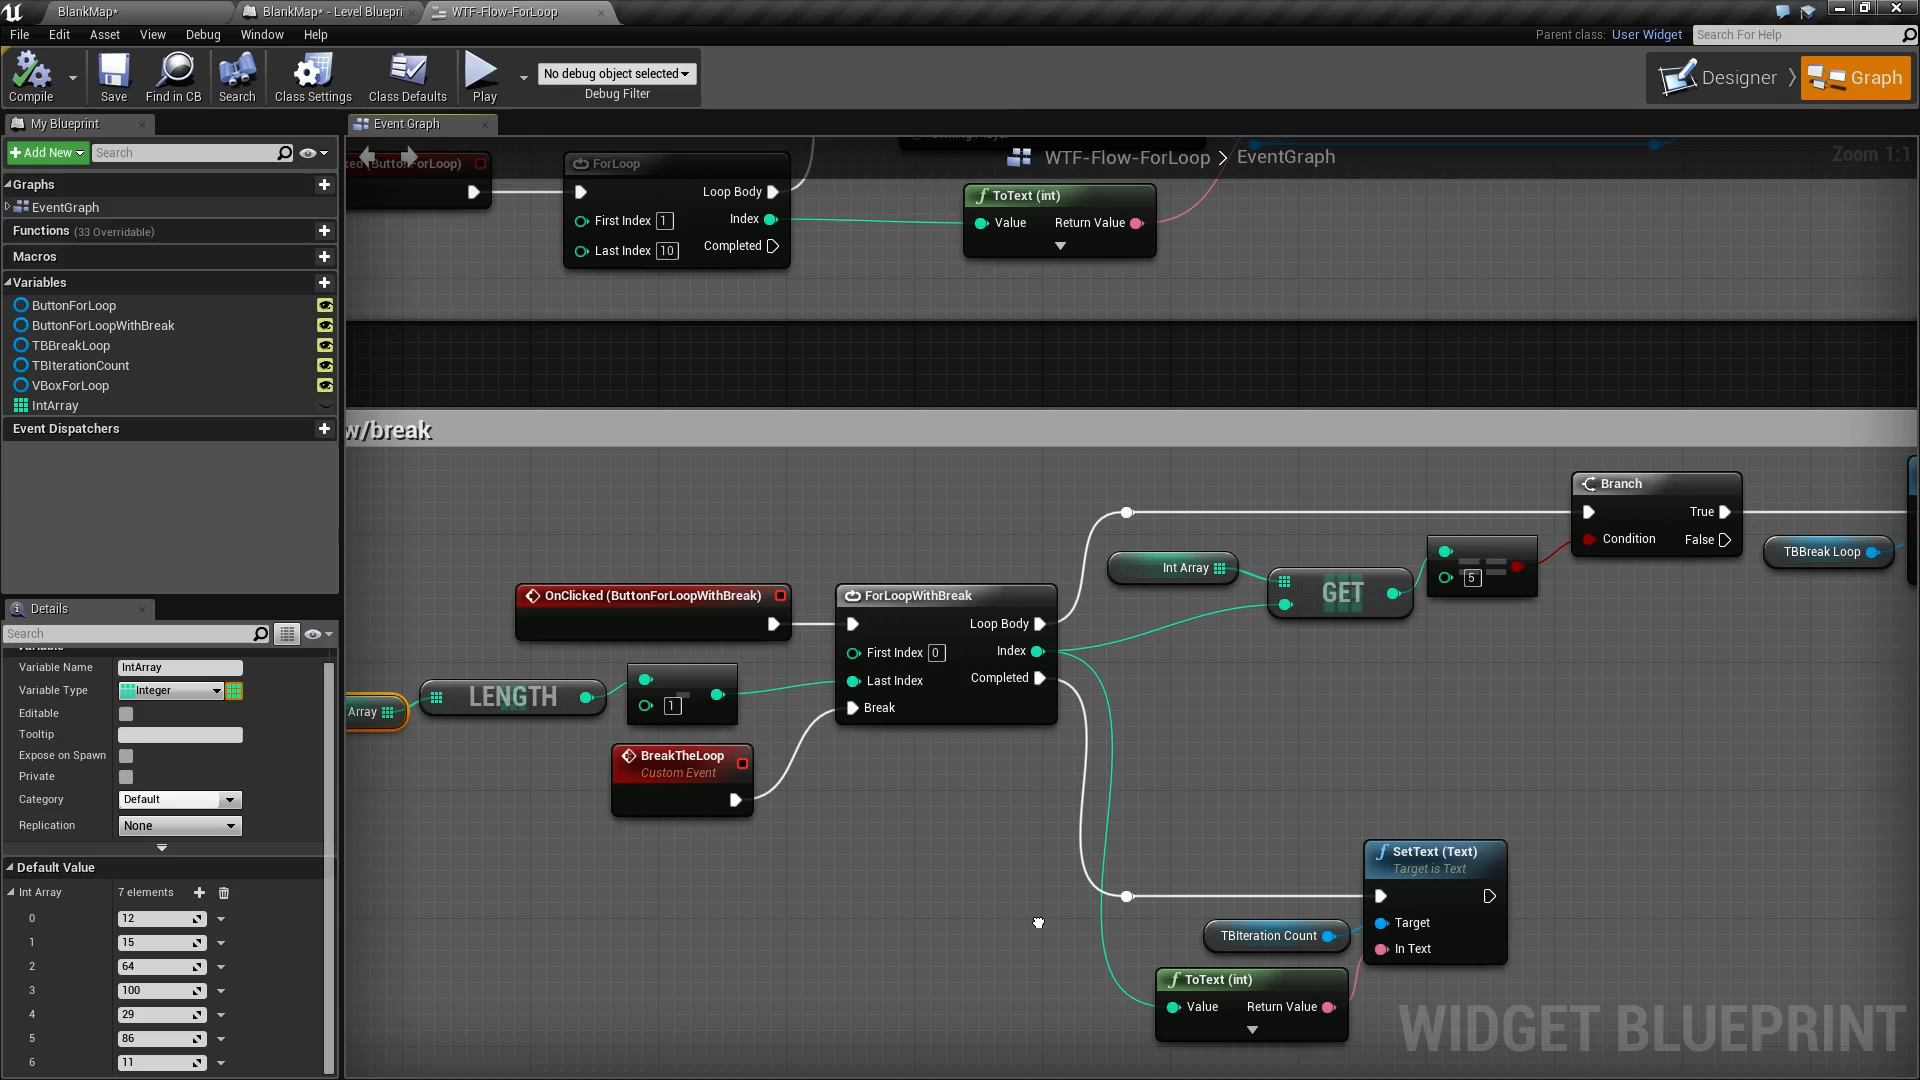 BlankMap*
BlankMap* - Level Bluepri
WTF-Flow-ForLoop
File Edit Asset View Debug Window Help
Parent class: User Widget
Search For Help
Compile
Save
Find in CB
Search
Class Settings
Class Defaults
Play
No debug object selected
Debug Filter
Designer
Graph
My Blueprint
Event Graph
+ Add New
Search
WTF-Flow-ForLoop > EventGraph
Zoom 1:1
Graphs
EventGraph
Functions (33 Overridable)
Macros
Variables
ButtonForLoop
ButtonForLoopWithBreak
TBBreakLoop
TBIterationCount
VBoxForLoop
IntArray
Event Dispatchers
ed (ButtonForLoop)
ForLoop
Loop Body
First Index 1
Index
Last Index 10
Completed
ToText (int)
Value
Return Value
w/break
Branch
True
Condition
False
TBBreak Loop
Int Array
GET
5
OnClicked (ButtonForLoopWithBreak)
ForLoopWithBreak
Loop Body
First Index 0
Index
Last Index
Completed
Break
Array
LENGTH
1
BreakTheLoop
Custom Event
SetText (Text)
Target is Text
Target
In Text
TBIteration Count
ToText (int)
Value
Return Value
WIDGET BLUEPRINT
Details
Search
Variable
Variable Name IntArray
Variable Type Integer
Editable
Tooltip
Expose on Spawn
Private
Category Default
Replication None
Default Value
Int Array 7 elements
0 12
1 15
2 64
3 100
4 29
5 86
6 11